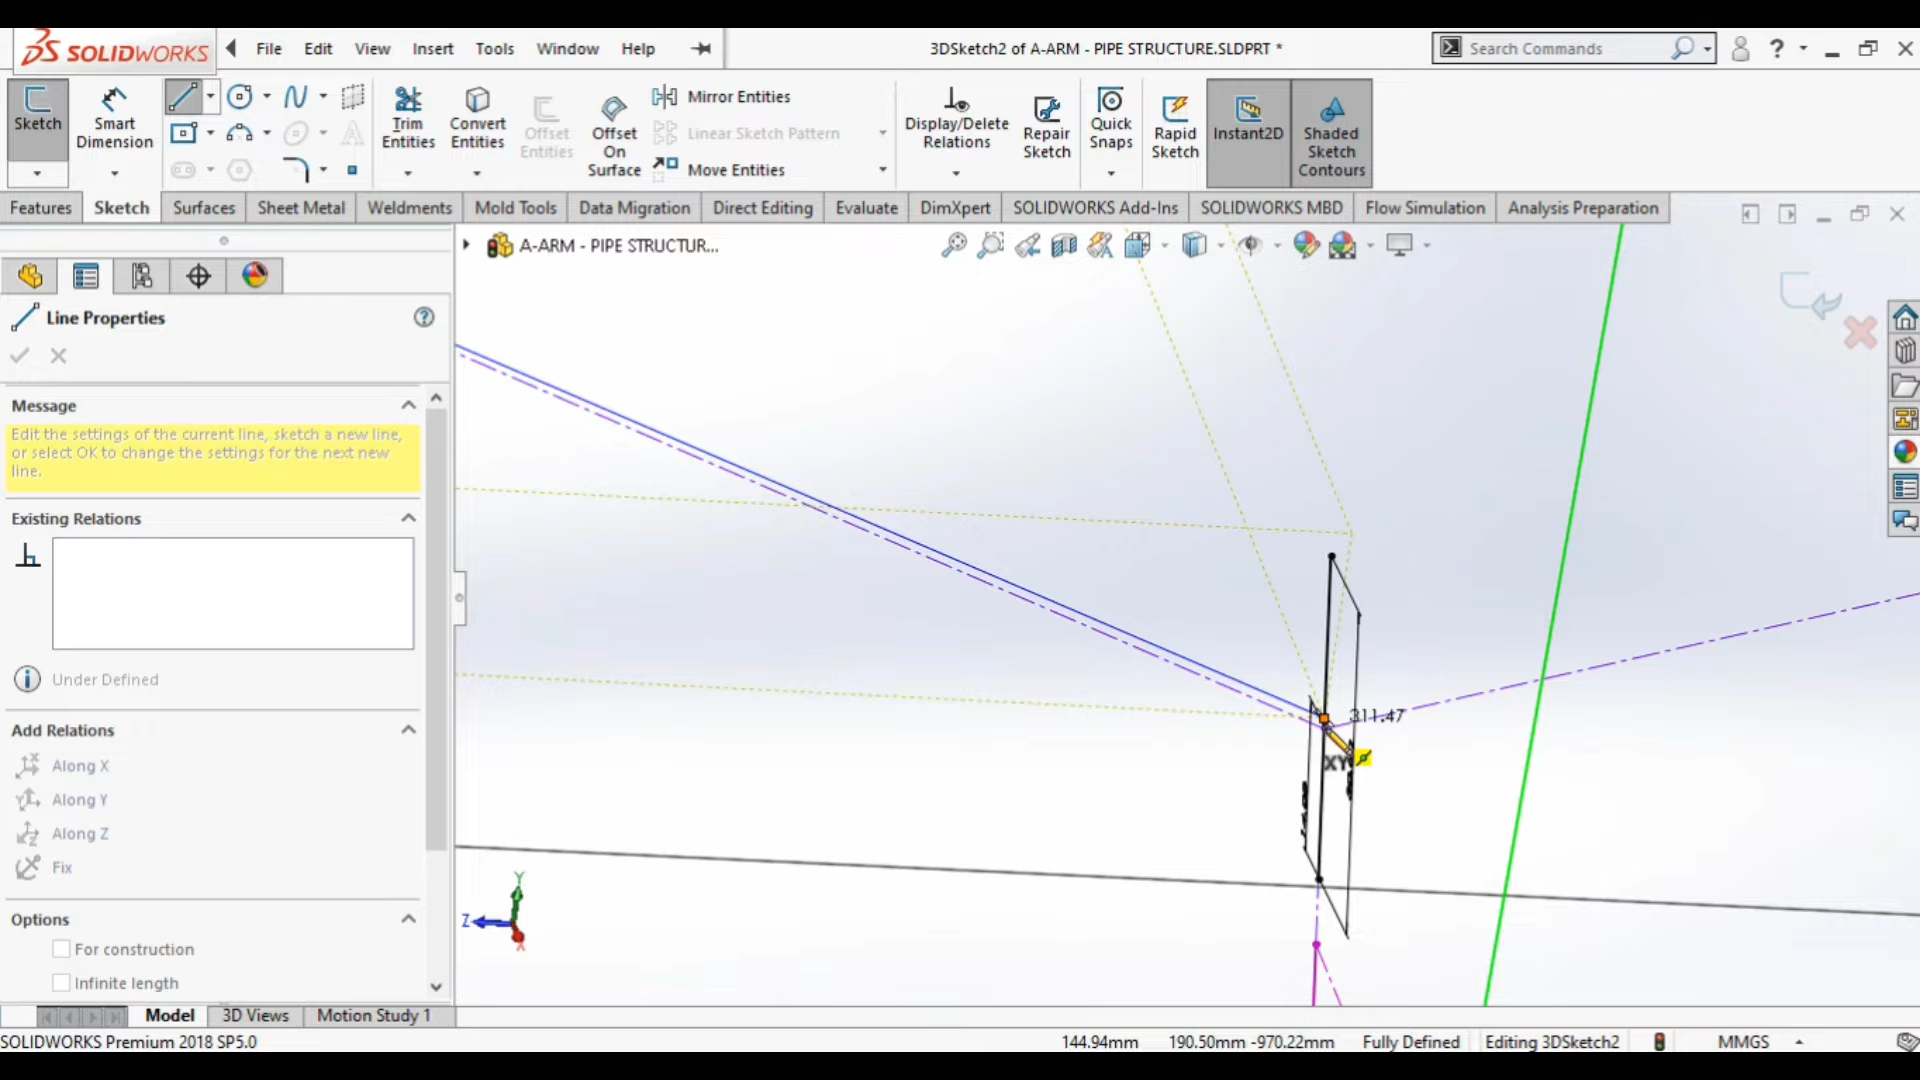 SOLIDWORKS
File Edit View Insert Tools Window Help
3DSketch2 of A-ARM - PIPE STRUCTURE.SLDPRT *
Search Commands
?
Sketch
Smart Dimension
Trim Entities
Convert Entities
Offset Entities
Offset On Surface
Mirror Entities
Linear Sketch Pattern
Move Entities
Display/Delete Relations
Repair Sketch
Quick Snaps
Rapid Sketch
Instant2D
Shaded Sketch Contours
Features Sketch Surfaces Sheet Metal Weldments Mold Tools Data Migration Direct Editing Evaluate DimXpert SOLIDWORKS Add-Ins SOLIDWORKS MBD Flow Simulation Analysis Preparation
A-ARM - PIPE STRUCTUR...
Line Properties
Message
Edit the settings of the current line, sketch a new line,
or select OK to change the settings for the next new
line.
Existing Relations
Under Defined
Add Relations
Along X
Along Y
Along Z
Fix
Options
For construction
Infinite length
311.47
XY
Y
Z
X
Model 3D Views Motion Study 1
SOLIDWORKS Premium 2018 SP5.0
144.94mm 190.50mm -970.22mm Fully Defined Editing 3DSketch2 MMGS